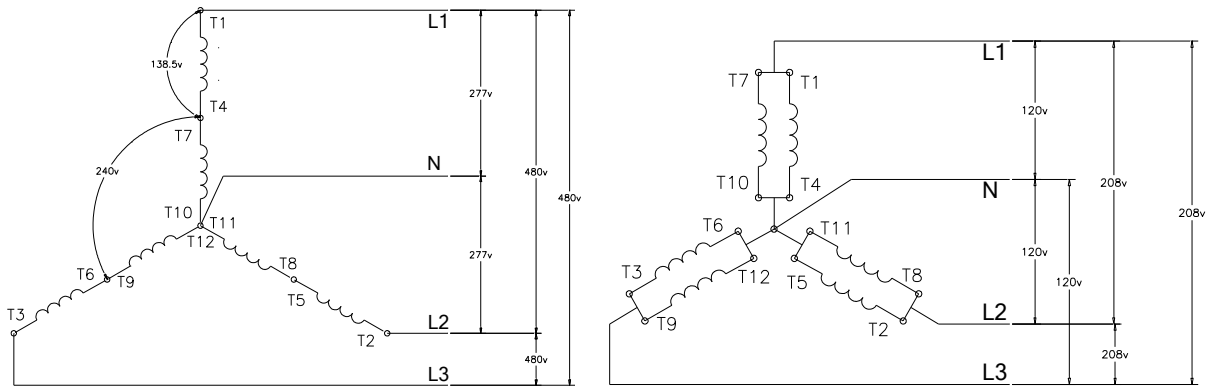 T1
L1
138.5v
T4
T7
277v
N
240v
480v
480v
T10
T11
T12
277v
T6
T9
T8
T5
T3
T2
L2
480v
L3
L1
T7
T1
120v
T10
T4
N
208v
208v
T6
T11
120v
120v
T3
T12
T5
T8
T9
T2
L2
208v
L3